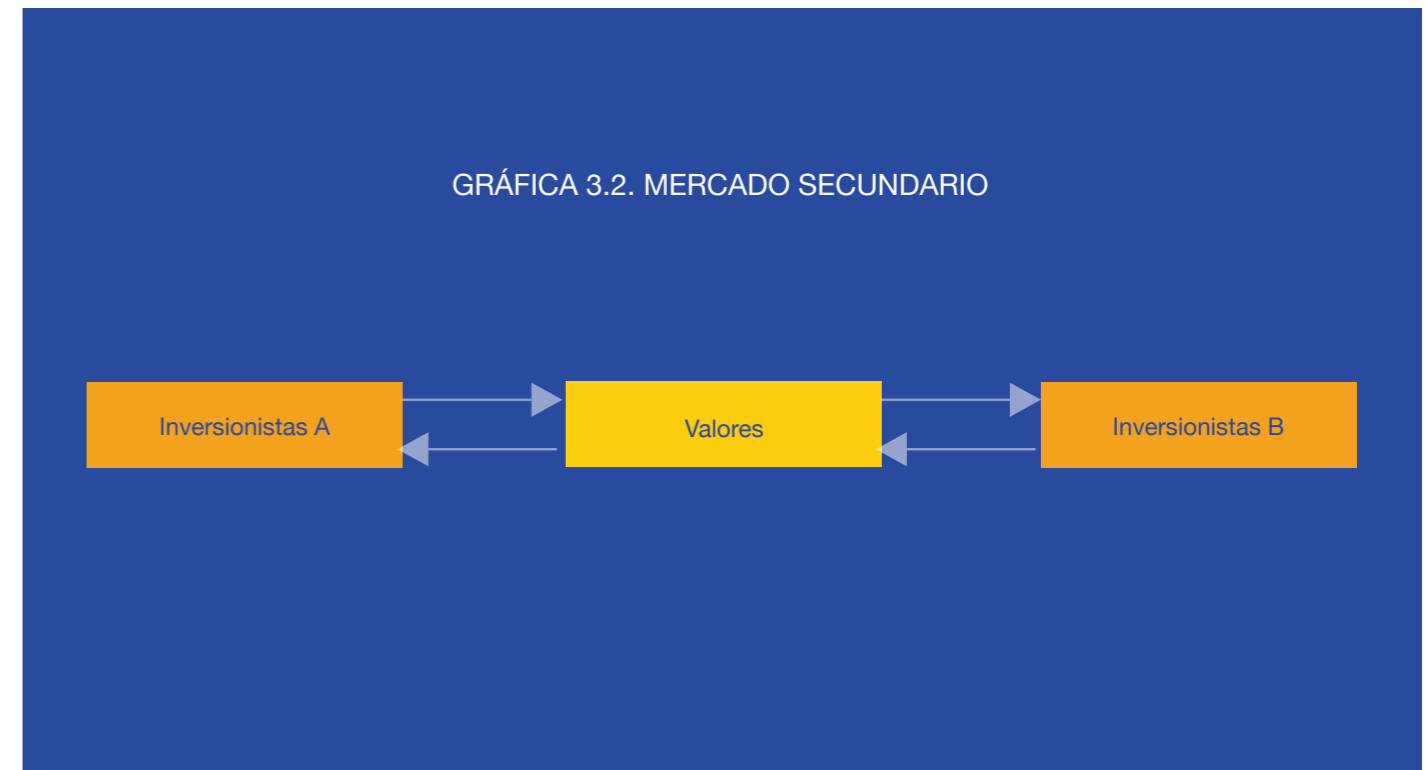 GRÁFICA 3.2. MERCADO SECUNDARIO
Inversionistas A
Valores
Inversionistas B